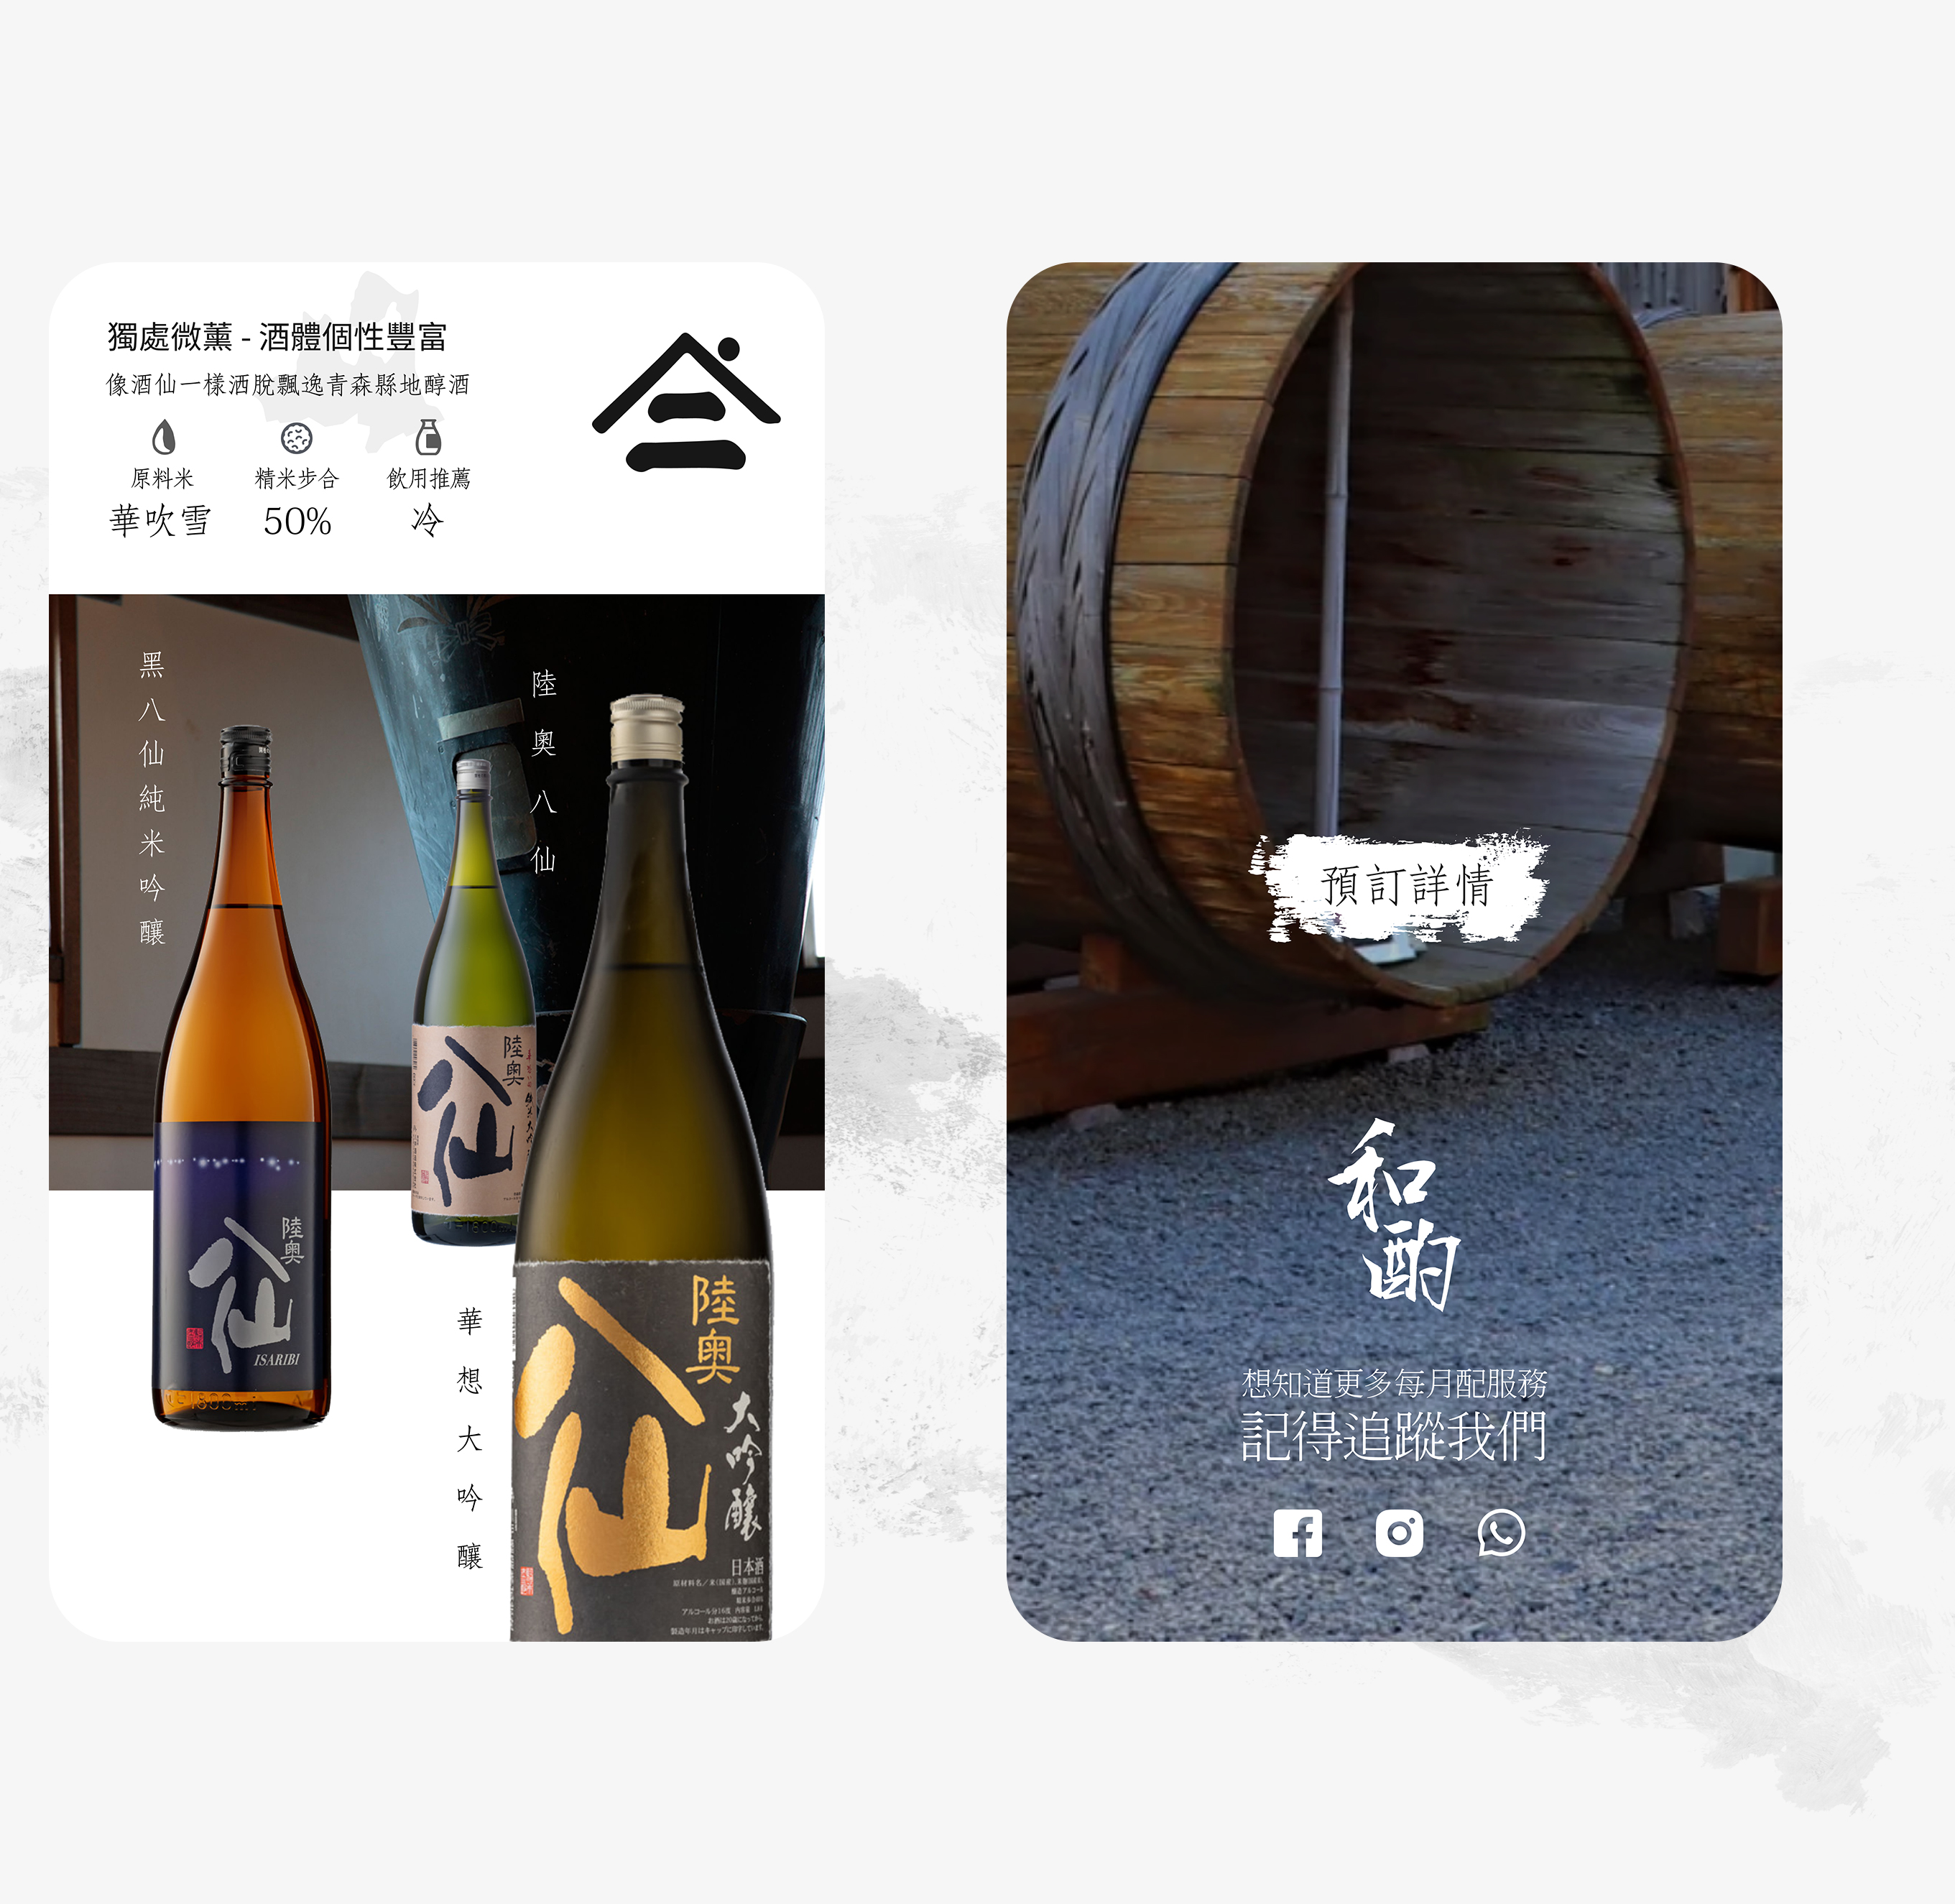 獨處微薰 - 酒體個性豐富
像酒仙一樣洒脫飄逸青森縣地醇酒
原料米
精米步合
飲用推薦
華吹雪
50%
冷
黑八仙純米吟釀
陸奧八仙
陸奥
八仙
陸奥
八仙
ISARIBI
華想大吟釀
陸奥
八仙
大吟醸
日本酒
預訂詳情
和酌
想知道更多每月配服務
記得追蹤我們